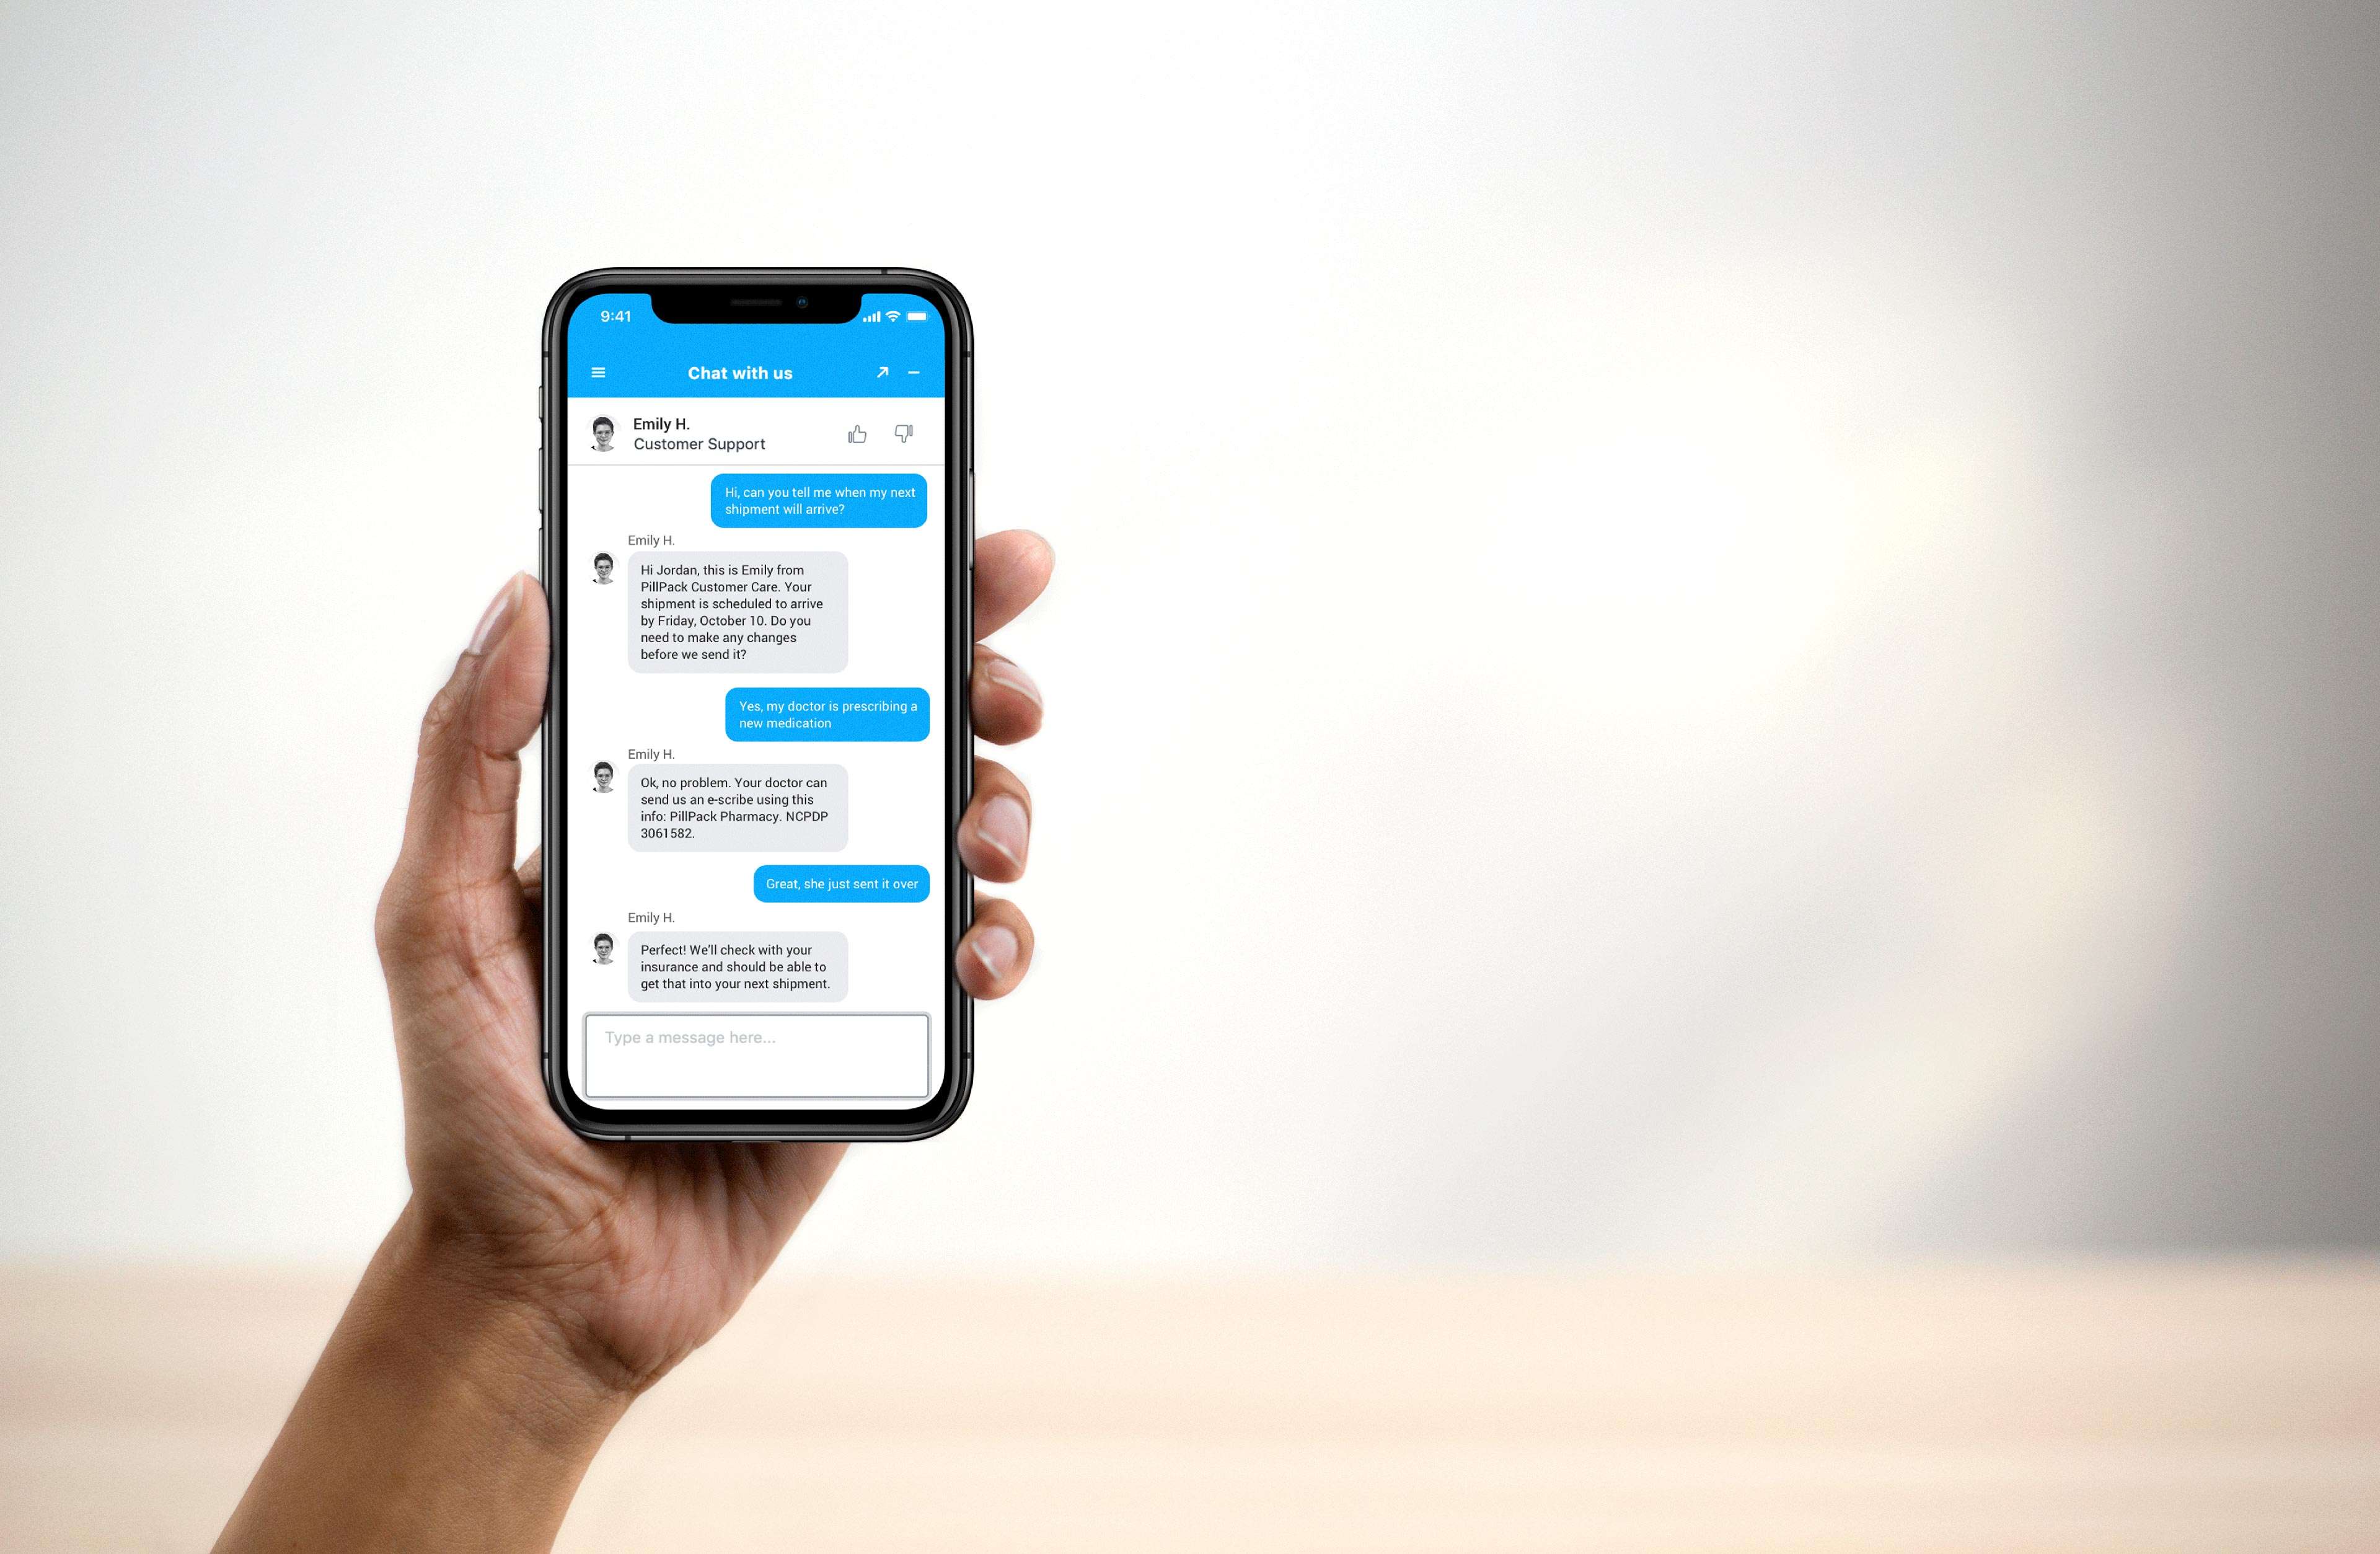 9:41
Chat with us
Emily H.
Customer Support
Hi, can you tell me when my next
shipment will arrive?
Emily H.
Hi Jordan, this is Emily from
PillPack Customer Care. Your
shipment is scheduled to arrive
by Friday, October 10. Do you
need to make any changes
before we send it?
Yes, my doctor is prescribing a
new medication
Emily H.
Ok, no problem. Your doctor can
send us an e-scribe using this
info: PillPack Pharmacy. NCPDP
3061582.
Great, she just sent it over
Emily H.
Perfect! We'll check with your
insurance and should be able to
get that into your next shipment.
Type a message here...